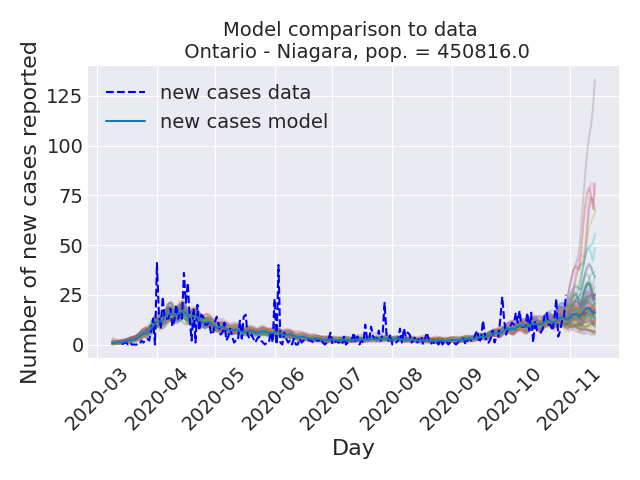 Model comparison to data
Ontario - Niagara, pop. = 450816.0
Number of new cases reported
125
100
75
50
25
0
new cases data
new cases model
2020-03
2020-04
2020-05
2020-06
2020-07
2020-08
2020-09
2020-10
2020-11
Day